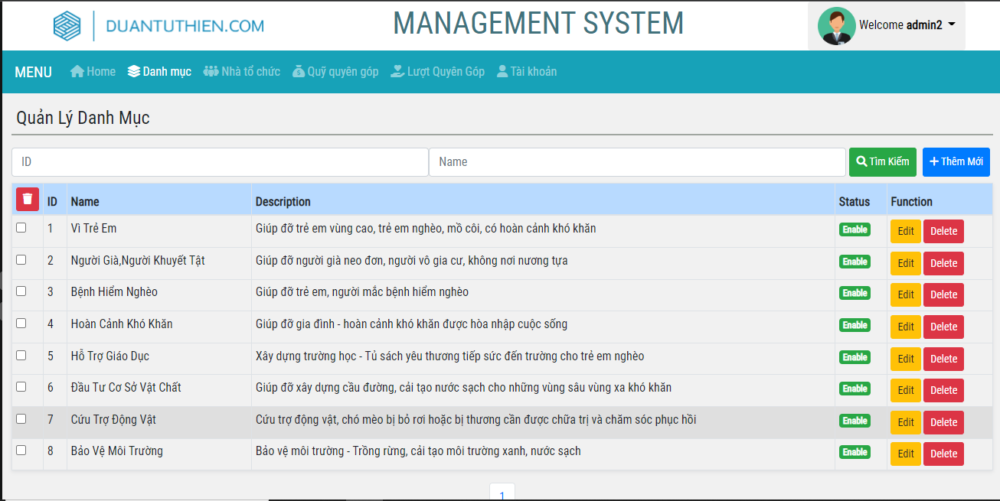 DUANTUTHIEN.COM
MANAGEMENT SYSTEM
Welcome admin2
MENU Home Danh mục Nhà tổ chức Quỹ quyên góp Lượt Quyên Góp Tài khoản
Quản Lý Danh Mục
ID Name Tìm Kiếm Thêm Mới
ID Name Description Status Function
1 Vì Trẻ Em Giúp đỡ trẻ em vùng cao, trẻ em nghèo, mồ côi, có hoàn cảnh khó khăn Enable Edit Delete
2 Người Già,Người Khuyết Tật Giúp đỡ người già neo đơn, người vô gia cư, không nơi nương tựa Enable Edit Delete
3 Bệnh Hiểm Nghèo Giúp đỡ trẻ em, người mắc bệnh hiểm nghèo Enable Edit Delete
4 Hoàn Cảnh Khó Khăn Giúp đỡ gia đình - hoàn cảnh khó khăn được hòa nhập cuộc sống Enable Edit Delete
5 Hỗ Trợ Giáo Dục Xây dựng trường học - Tủ sách yêu thương tiếp sức đến trường cho trẻ em nghèo Enable Edit Delete
6 Đầu Tư Cơ Sở Vật Chất Giúp đỡ xây dựng cầu đường, cải tạo nước sạch cho những vùng sâu vùng xa khó khăn Enable Edit Delete
7 Cứu Trợ Động Vật Cứu trợ động vật, chó mèo bị bỏ rơi hoặc bị thương cần được chữa trị và chăm sóc phục hồi Enable Edit Delete
8 Bảo Vệ Môi Trường Bảo vệ môi trường - Trồng rừng, cải tạo môi trường xanh, nước sạch Enable Edit Delete
1